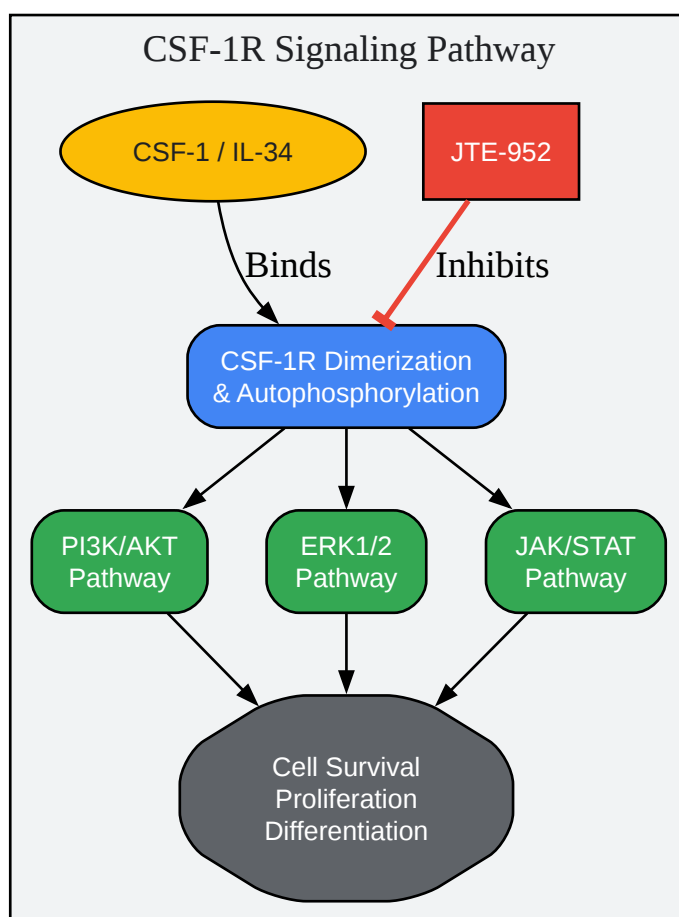 CSF-1R Signaling Pathway
CSF-1 / IL-34
JTE-952
Binds
Inhibits
CSF-1R Dimerization
& Autophosphorylation
PI3K/AKT
Pathway
ERK1/2
Pathway
JAK/STAT
Pathway
Cell Survival
Proliferation
Differentiation